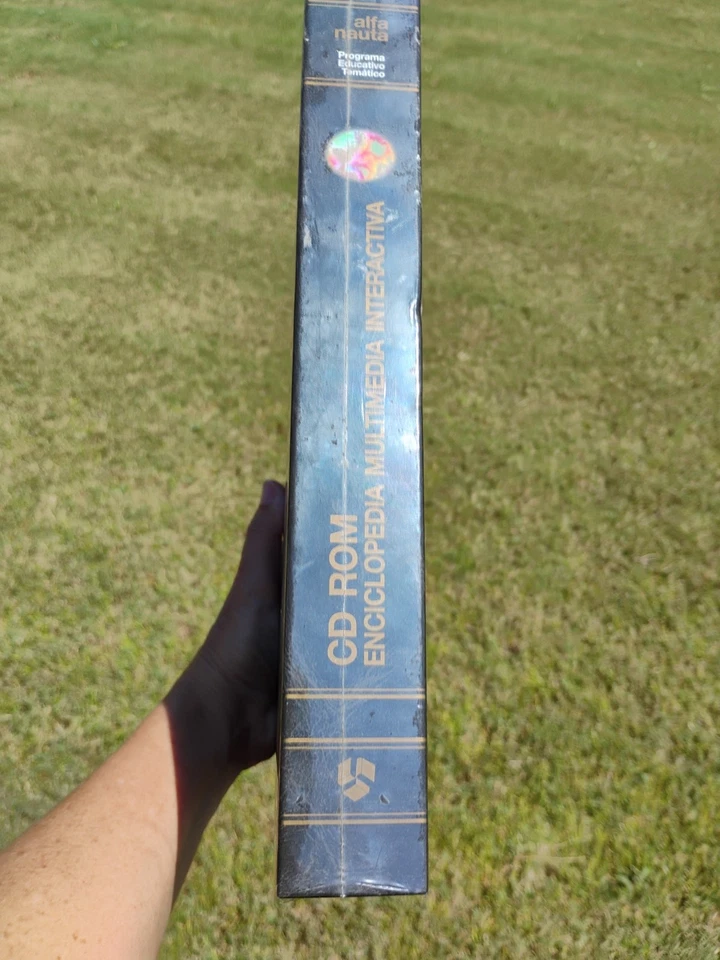 alfa
nauta
Programa
Educativo
Temático
CD ROM
ENCICLOPEDIA MULTIMEDIA INTERACTIVA